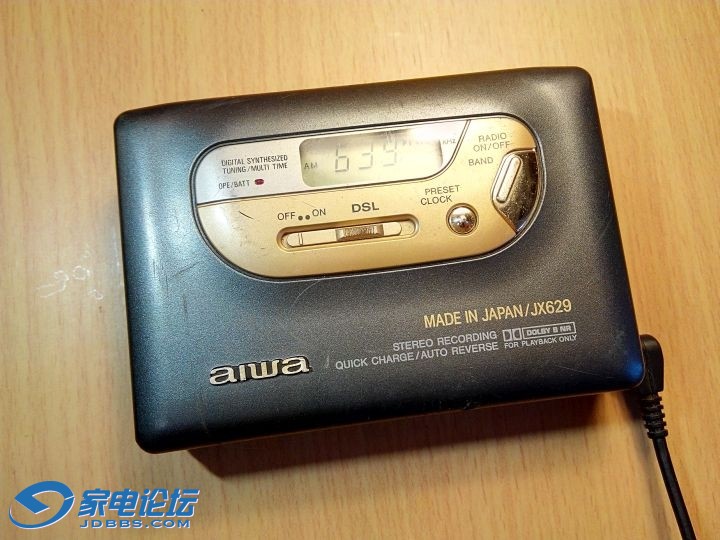 DIGITAL SYNTHESIZED
TUNING/MULTI TIME
OPE/BATT
AM 639 KHz
RADIO
ON/OFF
BAND
PRESET
CLOCK
OFF ON DSL
MADE IN JAPAN/JX629
STEREO RECORDING DOLBY B NR
QUICK CHARGE/AUTO REVERSE FOR PLAYBACK ONLY
aiwa
家电论坛
JDBBS.COM